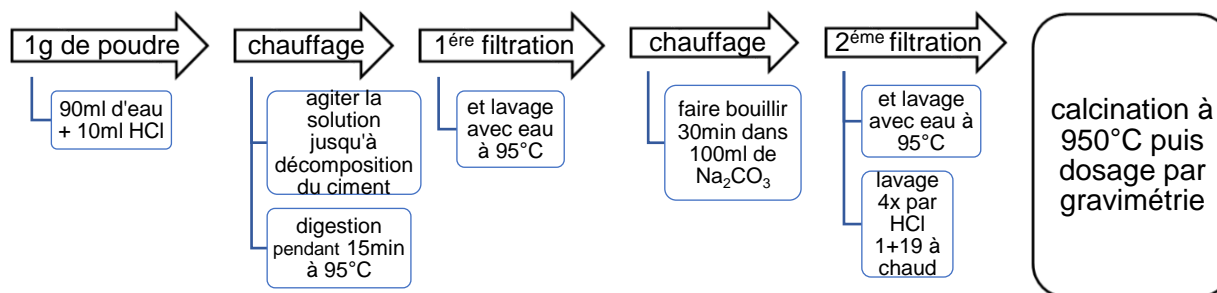 1g de poudre
90ml d'eau
+ 10ml HCl
chauffage
agiter la
solution
jusqu'à
décomposition
du ciment
digestion
pendant 15min
à 95°C
1ére filtration
et lavage
avec eau
à 95°C
chauffage
faire bouillir
30min dans
100ml de
Na₂CO₃
2éme filtration
et lavage
avec eau à
95°C
lavage
4x par
HCl
1+19 à
chaud
calcination à
950°C puis
dosage par
gravimétrie